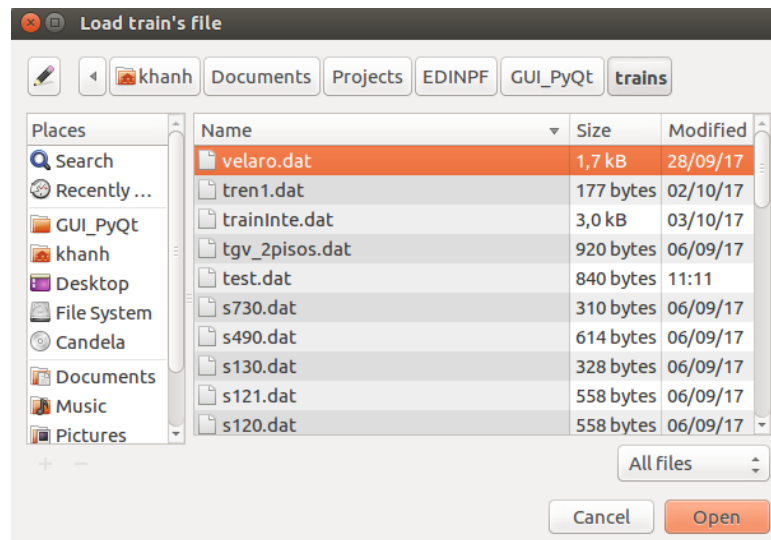 Load train's file
khanh Documents Projects EDINPF GUI_PyQt trains
Places
Search
Recently ...
GUI_PyQt
khanh
Desktop
File System
Candela
Documents
Music
Pictures
Name Size Modified
velaro.dat 1,7 kB 28/09/17
tren1.dat 177 bytes 02/10/17
trainInte.dat 3,0 kB 03/10/17
tgv_2pisos.dat 920 bytes 06/09/17
test.dat 840 bytes 11:11
s730.dat 310 bytes 06/09/17
s490.dat 614 bytes 06/09/17
s130.dat 328 bytes 06/09/17
s121.dat 558 bytes 06/09/17
s120.dat 558 bytes 06/09/17
All files
Cancel Open